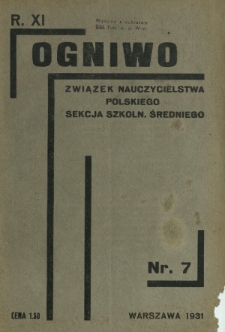 R. XI
OGNIWO
ZWIĄZEK NAUCZYCIELSTWA
POLSKIEGO
SEKCJA SZKOLN. ŚREDNIEGO
Nr. 7
CENA 1.50
WARSZAWA 1931